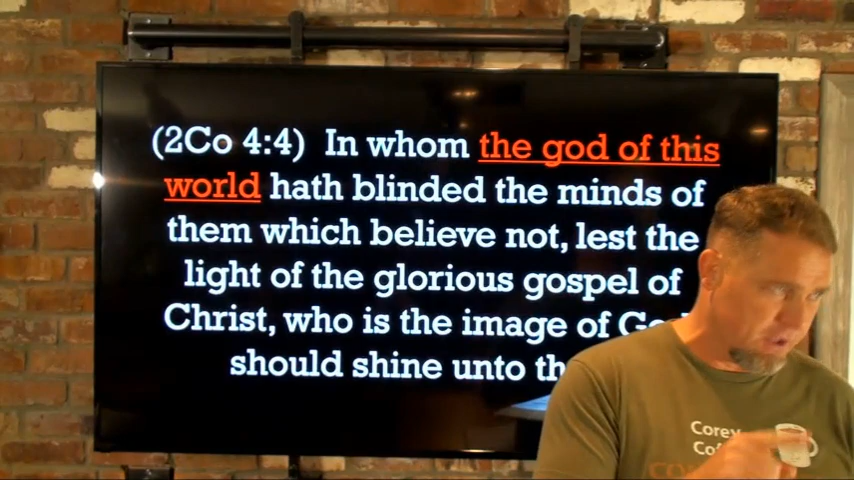 (2Co 4:4) In whom the god of this
world hath blinded the minds of
them which believe not, lest the
light of the glorious gospel of
Christ, who is the image of
should shine unto
Corey